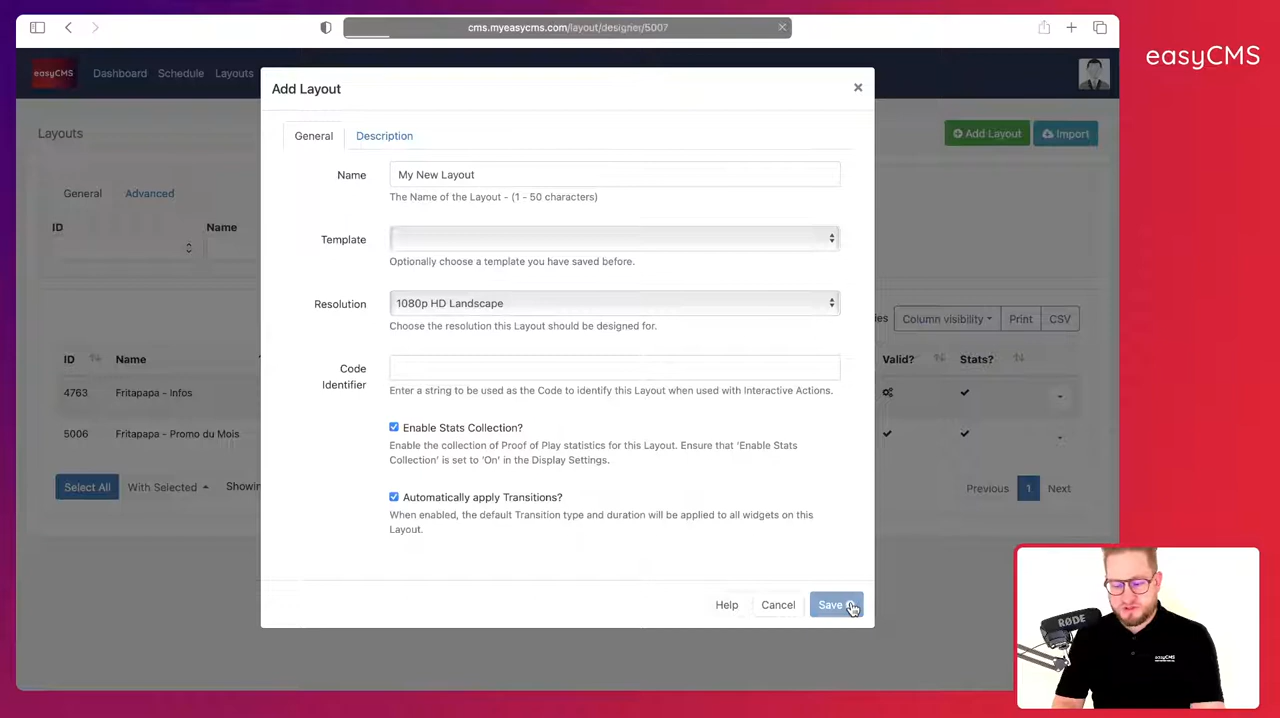 cms.myeasycms.com/layout/designer/5007
easyCMS
easyCMS
Dashboard
Schedule
Layouts
Add Layout
Layouts
Add Layout
Import
General
Description
General
Advanced
Name
My New Layout
The Name of the Layout - (1 - 50 characters)
ID
Name
Template
Optionally choose a template you have saved before.
Resolution
1080p HD Landscape
Choose the resolution this Layout should be designed for.
Column visibility
Print
CSV
ID
Name
Valid?
Stats?
Code
Identifier
Enter a string to be used as the Code to identify this Layout when used with Interactive Actions.
4763
Fritapapa - Infos
Enable Stats Collection?
Enable the collection of Proof of Play statistics for this Layout. Ensure that 'Enable Stats
Collection' is set to 'On' in the Display Settings.
5006
Fritapapa - Promo du Mois
Select All
With Selected
Previous
1
Next
Automatically apply Transitions?
When enabled, the default Transition type and duration will be applied to all widgets on this
Layout.
Help
Cancel
Save
RØDE
easyCMS